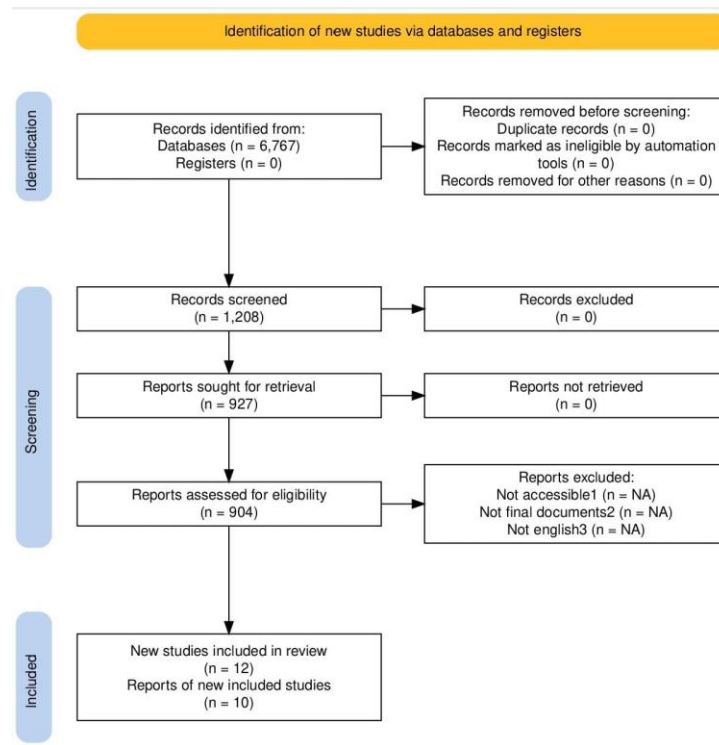 Identification of new studies via databases and registers
Identification
Records identified from:
Databases (n = 6,767)
Registers (n = 0)
Records removed before screening:
Duplicate records (n = 0)
Records marked as ineligible by automation
tools (n = 0)
Records removed for other reasons (n = 0)
Screening
Records screened
(n = 1,208)
Records excluded
(n = 0)
Reports sought for retrieval
(n = 927)
Reports not retrieved
(n = 0)
Reports assessed for eligibility
(n = 904)
Reports excluded:
Not accessible1 (n = NA)
Not final documents2 (n = NA)
Not english3 (n = NA)
Included
New studies included in review
(n = 12)
Reports of new included studies
(n = 10)